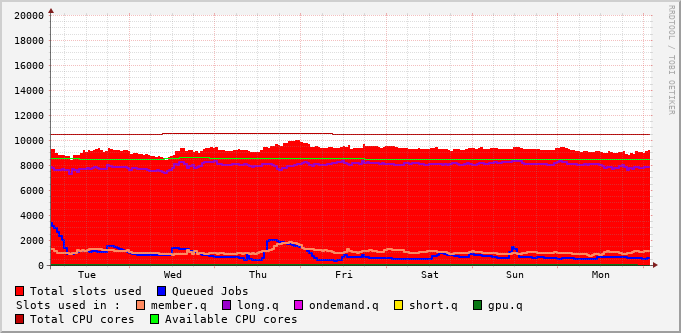 20000
18000
16000
14000
12000
10000
8000
6000
4000
2000
0
Tue Wed Thu Fri Sat Sun Mon
Total slots used Queued Jobs
Slots used in : member.q long.q ondemand.q short.q gpu.q
Total CPU cores Available CPU cores
RRDTOOL / TOBI OETIKER